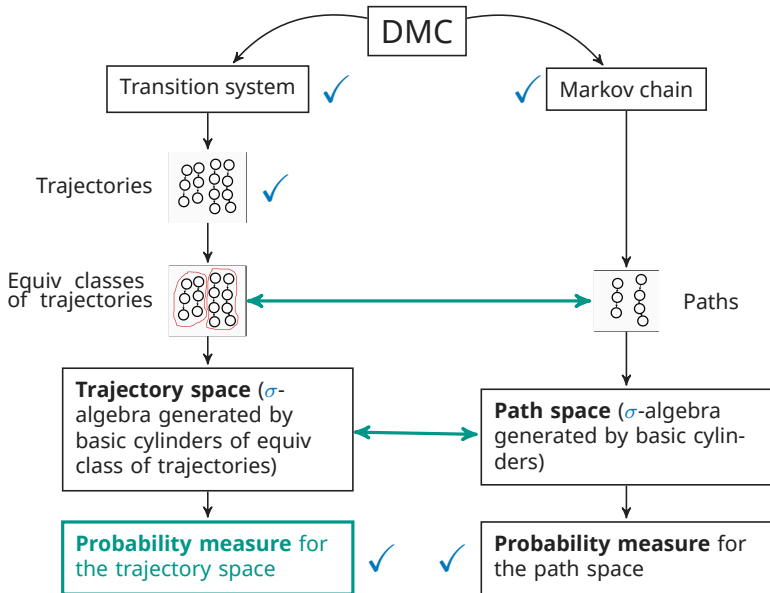 DMC
Transition system
Markov chain
Trajectories
Equiv classes
of trajectories
Paths
Trajectory space (σ-
algebra generated by
basic cylinders of equiv
class of trajectories)
Path space (σ-algebra
generated by basic cylin-
ders)
Probability measure for
the trajectory space
Probability measure for
the path space